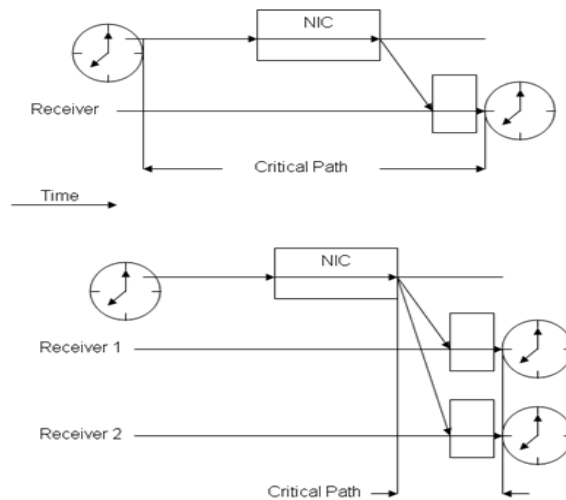 NIC
Receiver
Critical Path
Time
NIC
Receiver 1
Receiver 2
Critical Path